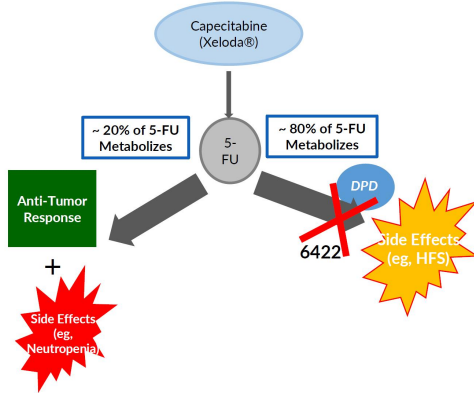 Capecitabine
(Xeloda®)
~ 20% of 5-FU
Metabolizes
~ 80% of 5-FU
Metabolizes
5-
FU
DPD
Anti-Tumor
Response
+
6422
Side Effects
(eg, HFS)
Side Effects
(eg,
Neutropenia)